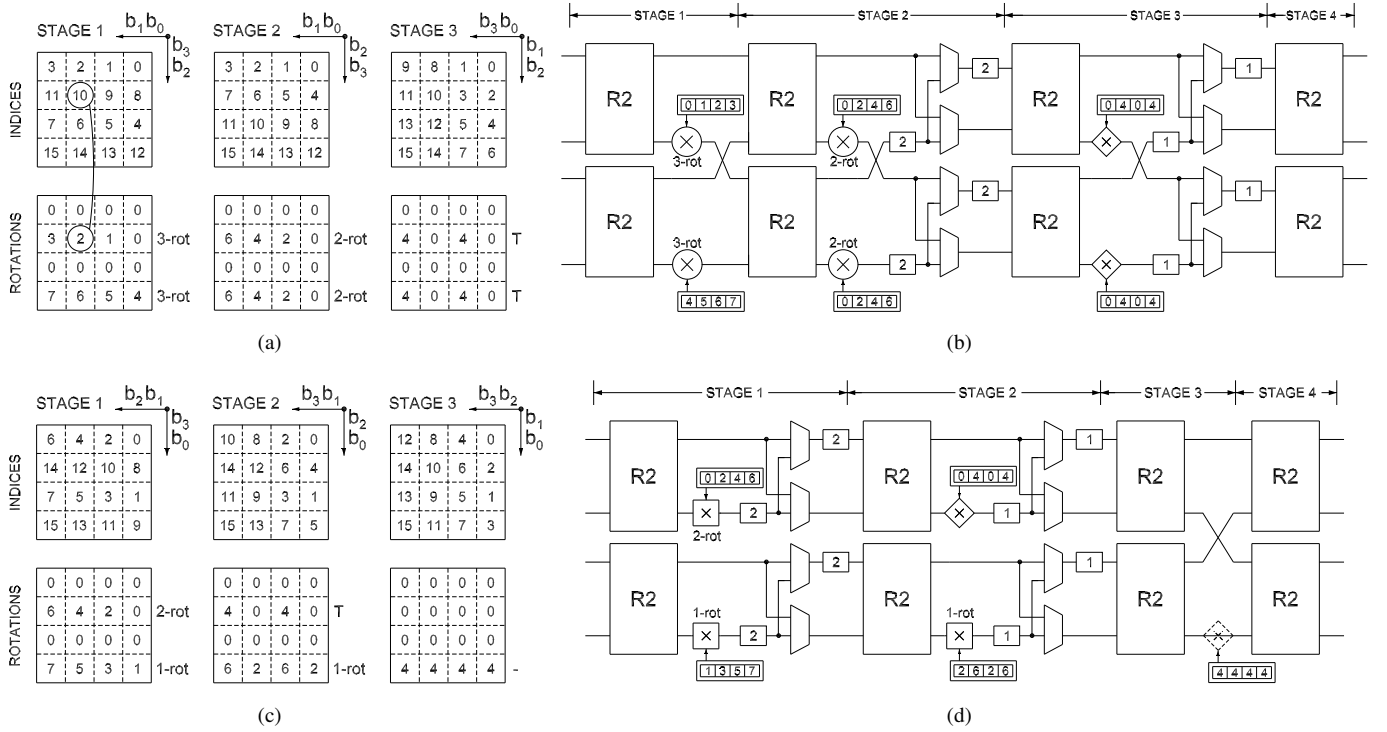 STAGE 1 b1b0 b3 b2
STAGE 2 b1b0 b2 b3
STAGE 3 b3b0 b1 b2
INDICES
3 2 1 0
11 10 9 8
7 6 5 4
15 14 13 12
3 2 1 0
7 6 5 4
11 10 9 8
15 14 13 12
9 8 1 0
11 10 3 2
13 12 5 4
15 14 7 6
ROTATIONS
0 0 0 0
3 2 1 0 3-rot
0 0 0 0
7 6 5 4 3-rot
0 0 0 0
6 4 2 0 2-rot
0 0 0 0
6 4 2 0 2-rot
0 0 0 0
4 0 4 0 T
0 0 0 0
4 0 4 0 T
(a)
STAGE 1 STAGE 2 STAGE 3 STAGE 4
R2 R2 R2 R2
0 1 2 3
3-rot
0 2 4 6
2-rot
2
2
0 4 0 4
1
1
R2 R2 R2 R2
3-rot
4 5 6 7
2-rot
0 2 4 6
2
2
0 4 0 4
1
1
(b)
STAGE 1 b2b1 b3 b0
STAGE 2 b3b1 b2 b0
STAGE 3 b3b2 b1 b0
INDICES
6 4 2 0
14 12 10 8
7 5 3 1
15 13 11 9
10 8 2 0
14 12 6 4
11 9 3 1
15 13 7 5
12 8 4 0
14 10 6 2
13 9 5 1
15 11 7 3
ROTATIONS
0 0 0 0
6 4 2 0 2-rot
0 0 0 0
7 5 3 1 1-rot
0 0 0 0
4 0 4 0 T
0 0 0 0
6 2 6 2 1-rot
0 0 0 0
0 0 0 0
0 0 0 0
4 4 4 4 -
(c)
STAGE 1 STAGE 2 STAGE 3 STAGE 4
R2 R2 R2 R2
0 2 4 6
2-rot
2
2
0 4 0 4
1
1
R2 R2 R2 R2
1-rot
1 3 5 7
2
2
1-rot
2 6 2 6
1
1
4 4 4 4
(d)